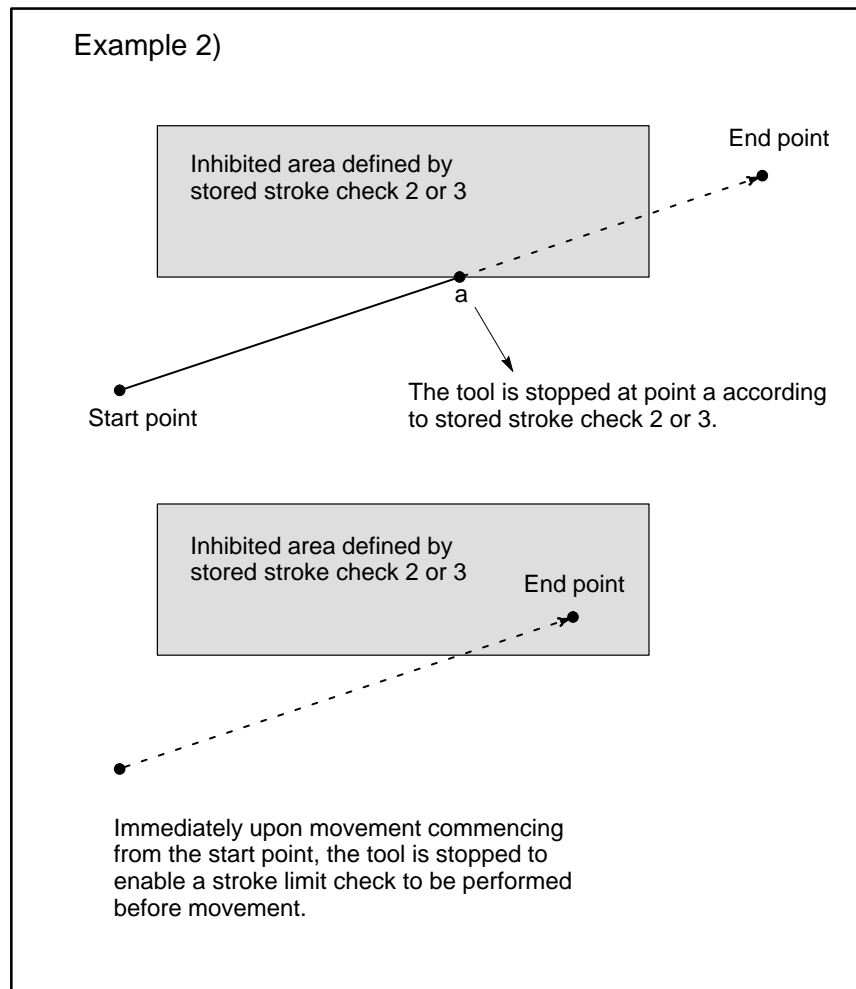 Example 2)
Inhibited area defined by
stored stroke check 2 or 3
End point
a
Start point
The tool is stopped at point a according
to stored stroke check 2 or 3.
Inhibited area defined by
stored stroke check 2 or 3
End point
Immediately upon movement commencing
from the start point, the tool is stopped to
enable a stroke limit check to be performed
before movement.